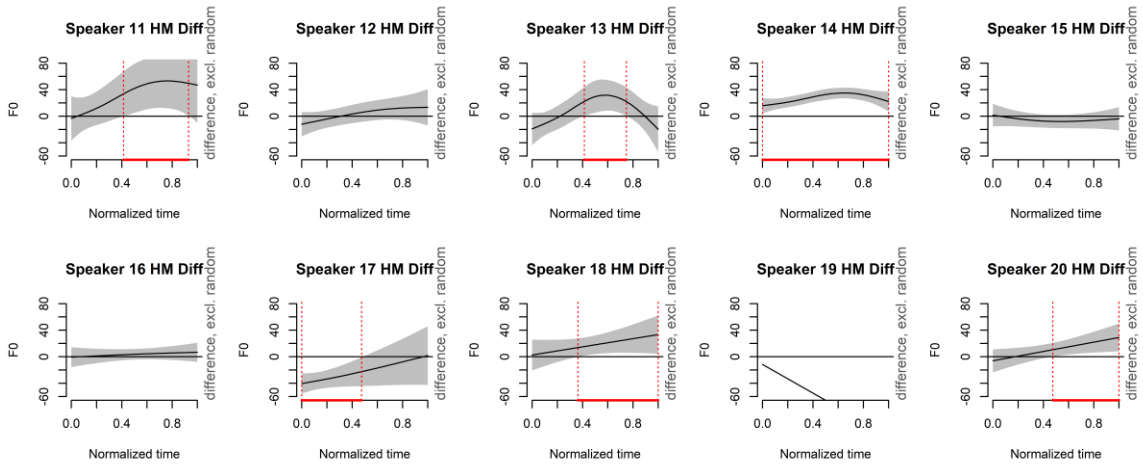 Speaker 11 HM Diff
F0
80
40
0
-60
0.0 0.4 0.8
Normalized time
difference, excl. random
Speaker 12 HM Diff
F0
80
40
0
-60
0.0 0.4 0.8
Normalized time
difference, excl. random
Speaker 13 HM Diff
F0
80
40
0
-60
0.0 0.4 0.8
Normalized time
difference, excl. random
Speaker 14 HM Diff
F0
80
40
0
-60
0.0 0.4 0.8
Normalized time
difference, excl. random
Speaker 15 HM Diff
F0
80
40
0
-60
0.0 0.4 0.8
Normalized time
difference, excl. random
Speaker 16 HM Diff
F0
80
40
0
-60
0.0 0.4 0.8
Normalized time
difference, excl. random
Speaker 17 HM Diff
F0
80
40
0
-60
0.0 0.4 0.8
Normalized time
difference, excl. random
Speaker 18 HM Diff
F0
80
40
0
-60
0.0 0.4 0.8
Normalized time
difference, excl. random
Speaker 19 HM Diff
F0
80
40
0
-60
0.0 0.4 0.8
Normalized time
difference, excl. random
Speaker 20 HM Diff
F0
80
40
0
-60
0.0 0.4 0.8
Normalized time
difference, excl. random